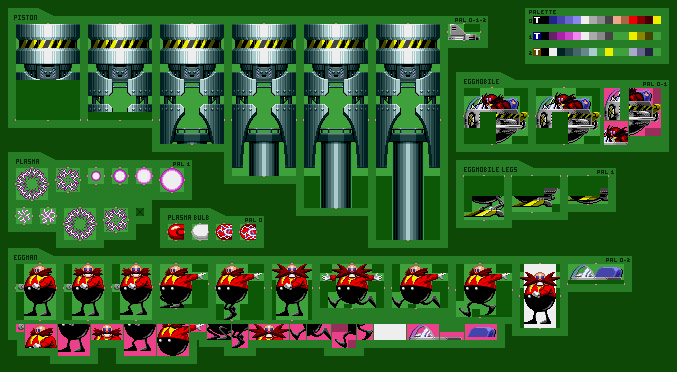 PISTON
PAL 0-1-2
PALETTE
0 T
1 T
2 T
EGGMOBILE
PAL 0-1
PLASMA
PAL 1
EGGMOBILE LEGS
PAL 1
PLASMA BULB
PAL 0
EGGMAN
PAL 0-2